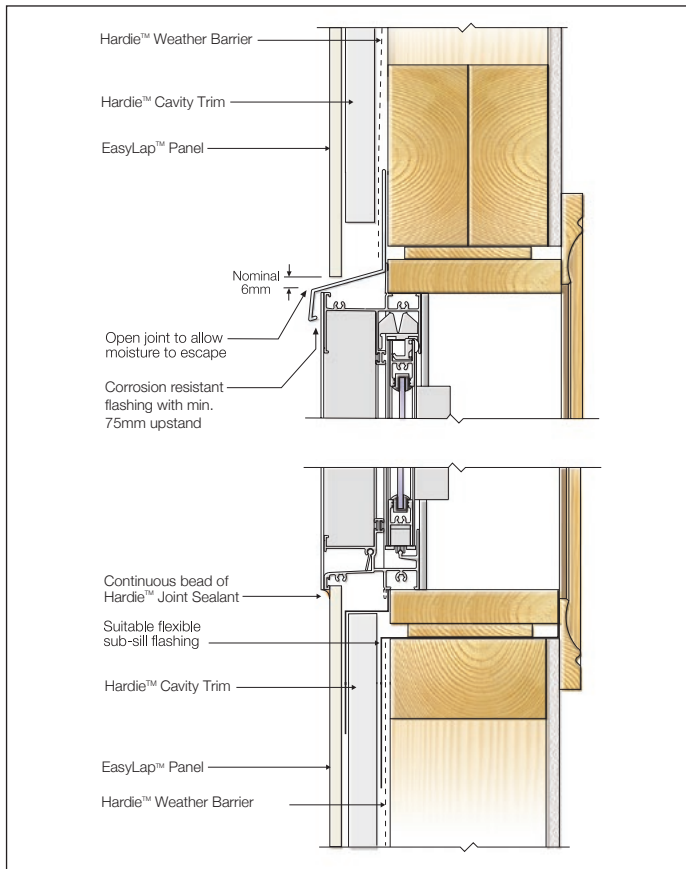 Hardie™ Weather Barrier
Hardie™ Cavity Trim
EasyLap™ Panel
Nominal
6mm
Open joint to allow
moisture to escape
Corrosion resistant
flashing with min.
75mm upstand
Continuous bead of
Hardie™ Joint Sealant
Suitable flexible
sub-sill flashing
Hardie™ Cavity Trim
EasyLap™ Panel
Hardie™ Weather Barrier